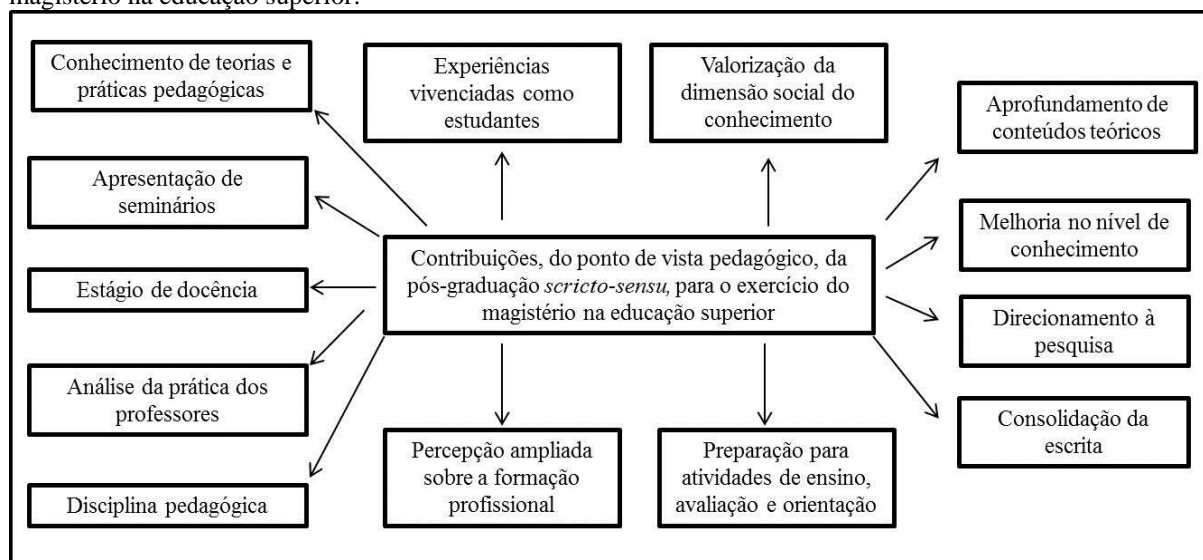 magistério na educação superior.
Conhecimento de teorias e
práticas pedagógicas
Experiências
vivenciadas como
estudantes
Valorização da
dimensão social do
conhecimento
Aprofundamento de
conteúdos teóricos
Apresentação de
seminários
Melhoria no nível de
conhecimento
Contribuições, do ponto de vista pedagógico, da
pós-graduação scricto-sensu, para o exercício do
magistério na educação superior
Estágio de docência
Direcionamento à
pesquisa
Análise da prática dos
professores
Consolidação da
escrita
Percepção ampliada
sobre a formação
profissional
Preparação para
atividades de ensino,
avaliação e orientação
Disciplina pedagógica